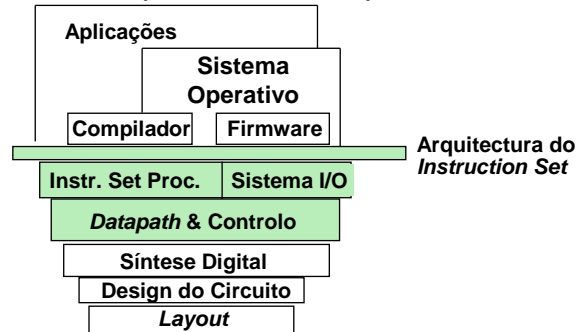 Aplicações
Sistema
Operativo
Compilador
Firmware
Arquitectura do
Instruction Set
Instr. Set Proc.
Sistema I/O
Datapath & Controlo
Síntese Digital
Design do Circuito
Layout